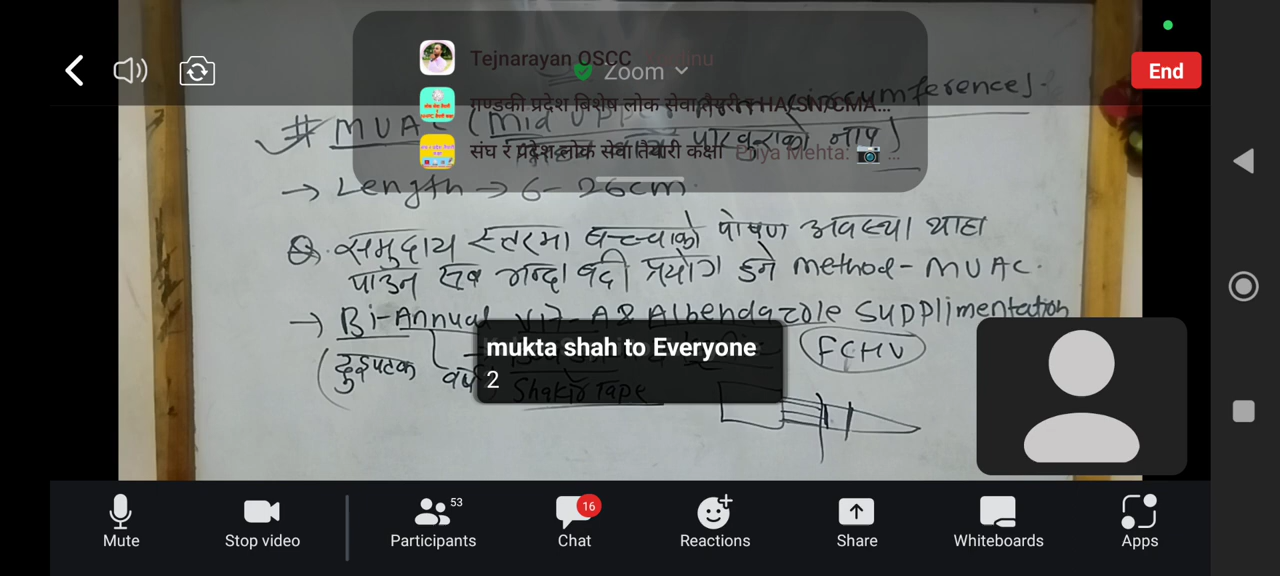 Tejnarayan OSCC
Zoom
End
गण्डकी प्रदेश विशेष लोक सेवा तयारी - HA SN ACMA...
संघ र प्रदेश लोक सेवा तयारी कक्षा Priya Mehta: 📷 ...
# MUAC (Mid Upper circumference)
पाखुराको नाप)
→ Length → 6-26cm.
Q. समुदाय स्तरमा बच्चाको पोषण अवस्था थाहा
पाउन सब भन्दा बढी प्रयोग हुने method - MUAC.
→ Bi-Annual Vit-A & Albendazole Supplimentation
(दुईपटक वर्ष
FCHV
mukta shah to Everyone
2
Shakir Tape
53
16
Mute
Stop video
Participants
Chat
Reactions
Share
Whiteboards
Apps